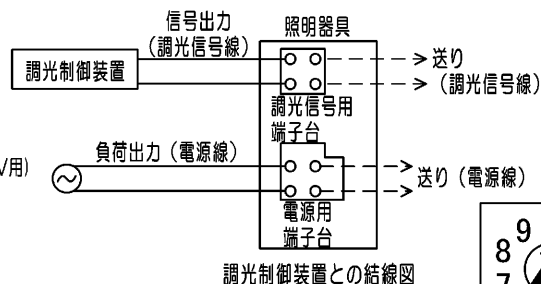 信号出力
（調光信号線）
照明器具
調光制御装置
送り
（調光信号線）
調光信号用
端子台
V用)
負荷出力（電源線）
送り（電源線）
電源用
端子台
調光制御装置との結線図
9
8
7